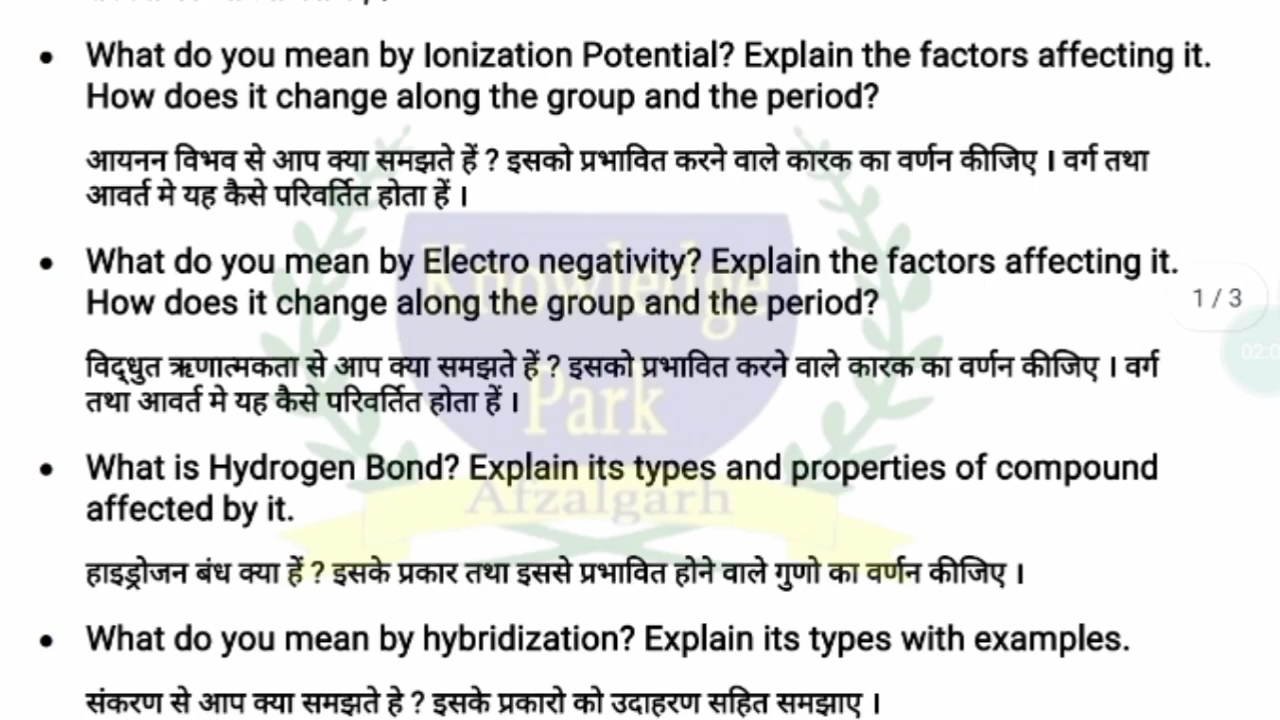 What do you mean by Ionization Potential? Explain the factors affecting it.
How does it change along the group and the period?
आयनन विभव से आप क्या समझते हें ? इसको प्रभावित करने वाले कारक का वर्णन कीजिए । वर्ग तथा
आवर्त मे यह कैसे परिवर्तित होता हें ।
What do you mean by Electro negativity? Explain the factors affecting it.
How does it change along the group and the period?
1 / 3
विद्धुत ऋणात्मकता से आप क्या समझते हें ? इसको प्रभावित करने वाले कारक का वर्णन कीजिए । वर्ग
तथा आवर्त मे यह कैसे परिवर्तित होता हें ।
What is Hydrogen Bond? Explain its types and properties of compound
affected by it.
हाइड्रोजन बंध क्या हें ? इसके प्रकार तथा इससे प्रभावित होने वाले गुणो का वर्णन कीजिए ।
What do you mean by hybridization? Explain its types with examples.
संकरण से आप क्या समझते हे ? इसके प्रकारो को उदाहरण सहित समझाए ।
Knowledge
Park
Afzalgarh